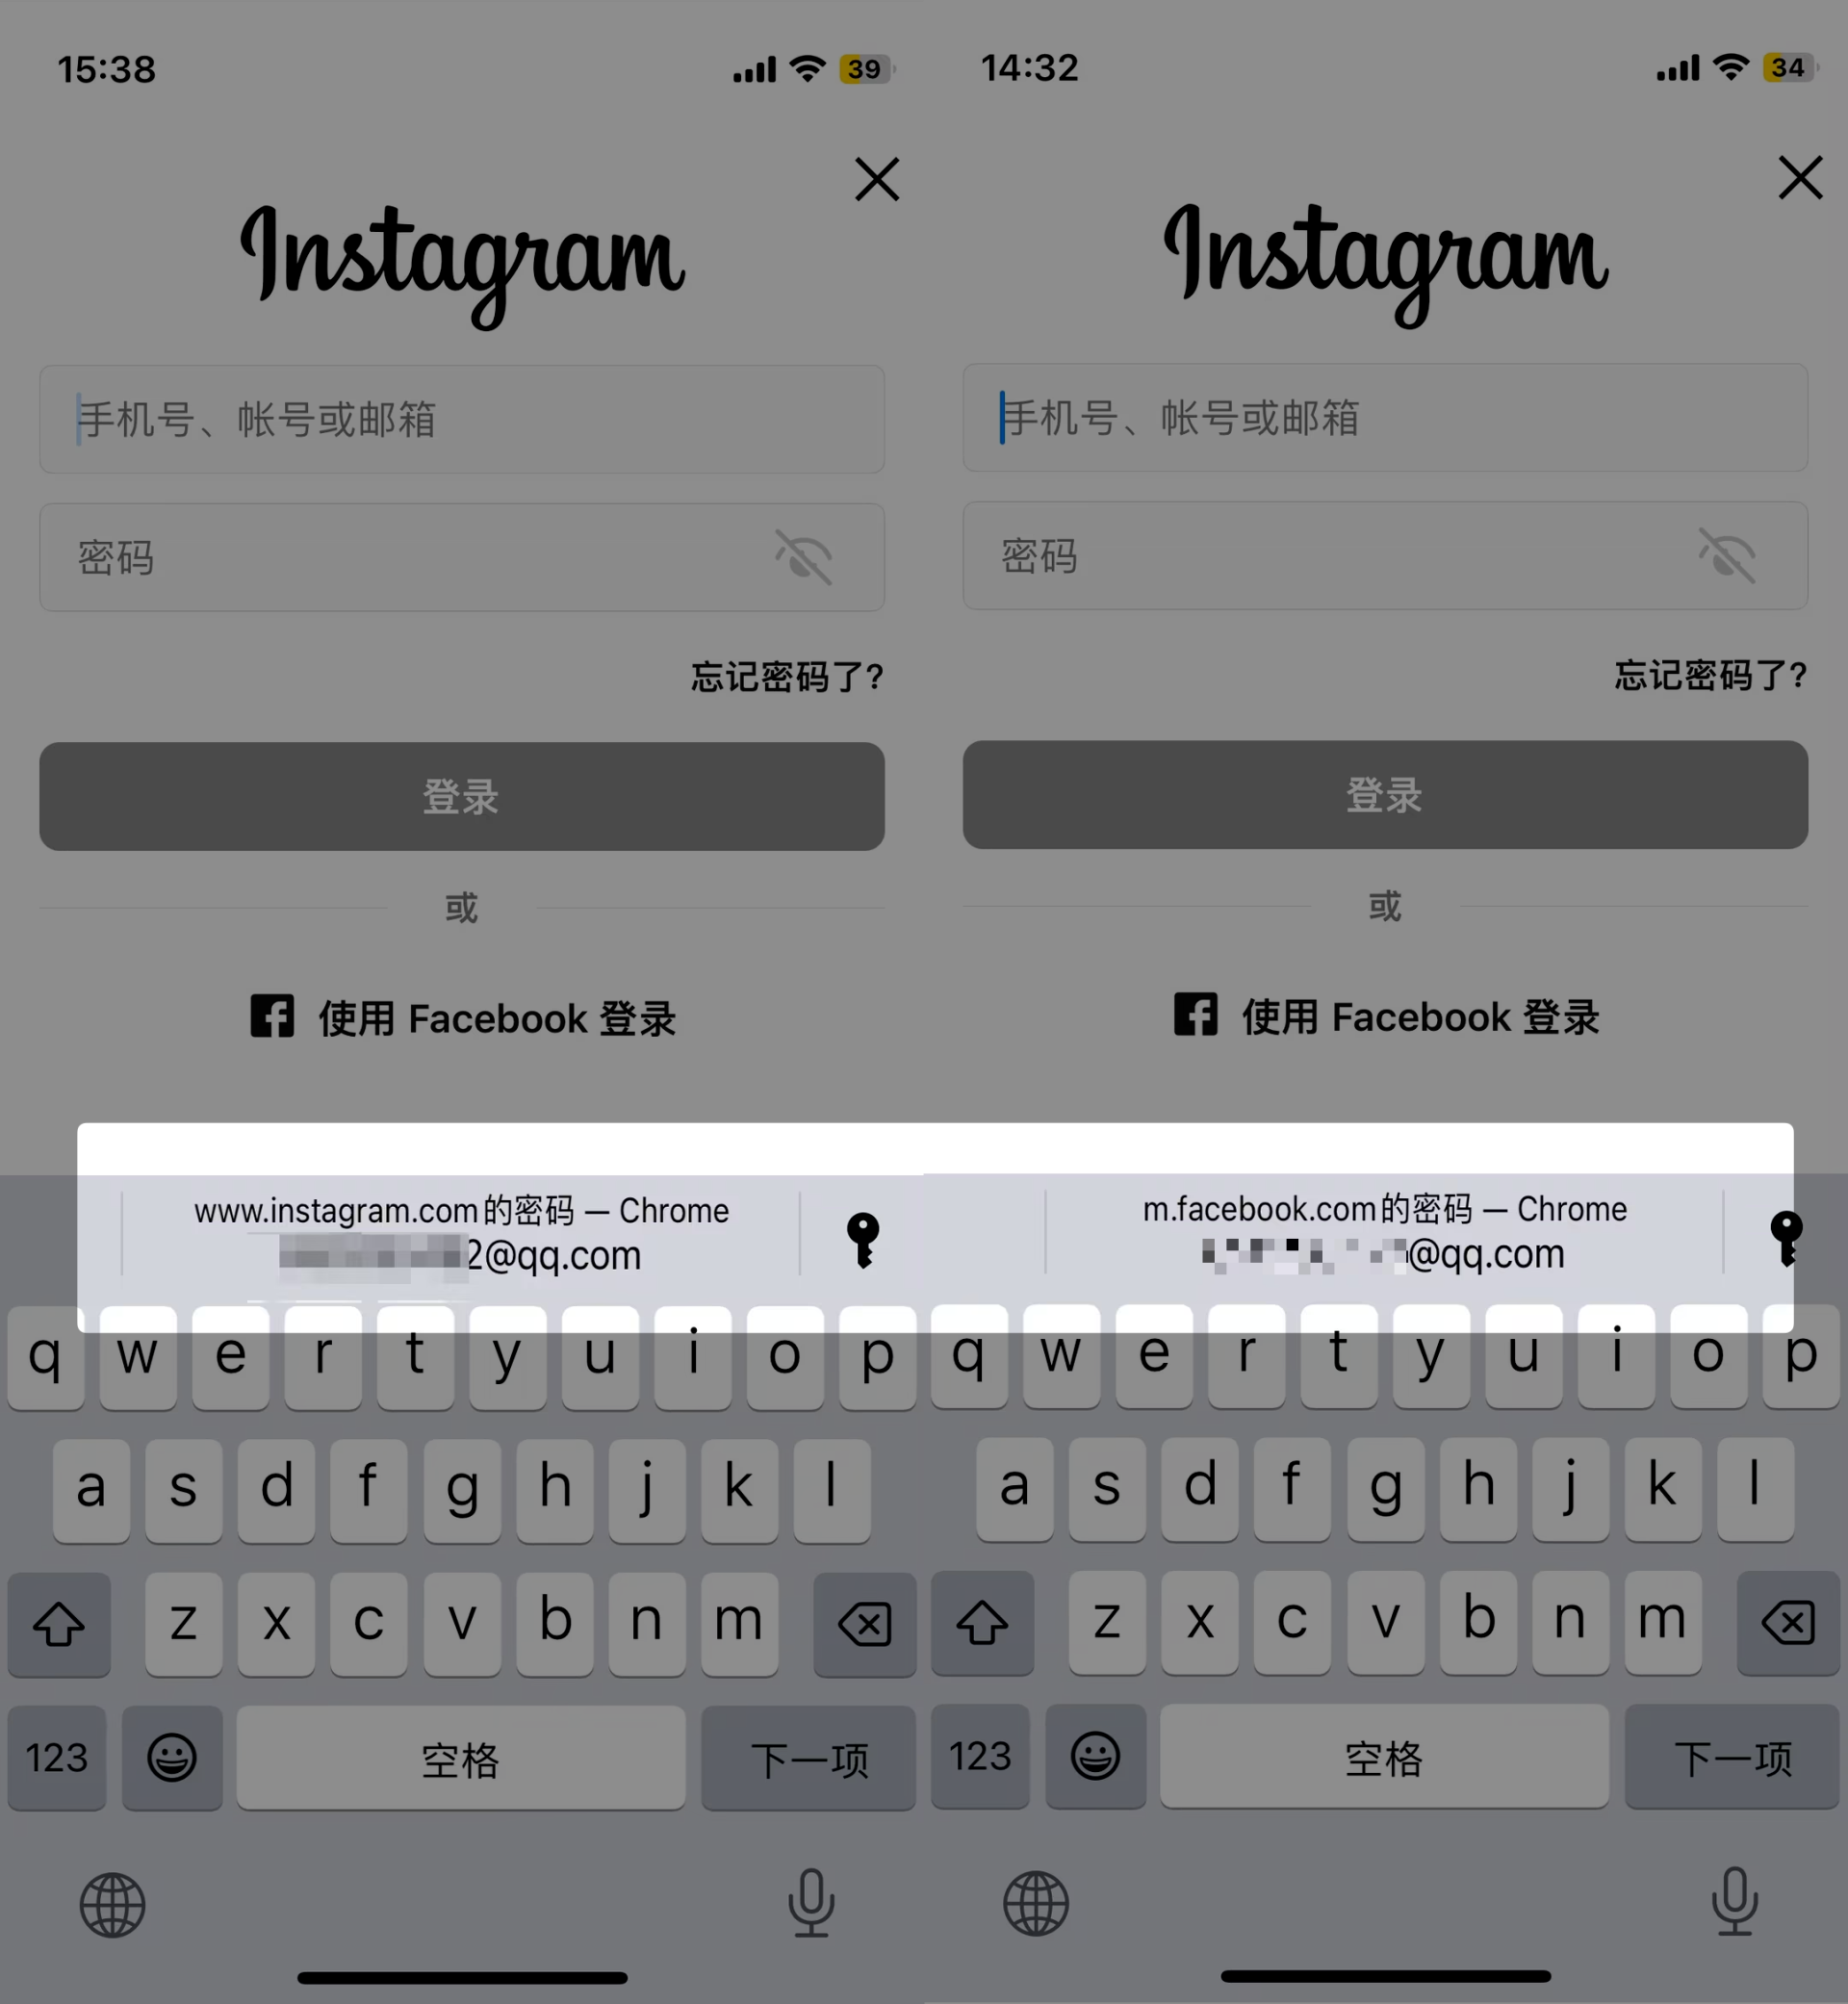 15:38
39
Instagram
手机号、帐号或邮箱
密码
忘记密码了?
登录
或
使用 Facebook 登录
www.instagram.com的密码 — Chrome
2@qq.com
q w e r t y u i o p
a s d f g h j k l
z x c v b n m
123
空格
下一项
14:32
34
Instagram
手机号、帐号或邮箱
密码
忘记密码了?
登录
或
使用 Facebook 登录
m.facebook.com的密码 — Chrome
@qq.com
q w e r t y u i o p
a s d f g h j k l
z x c v b n m
123
空格
下一项